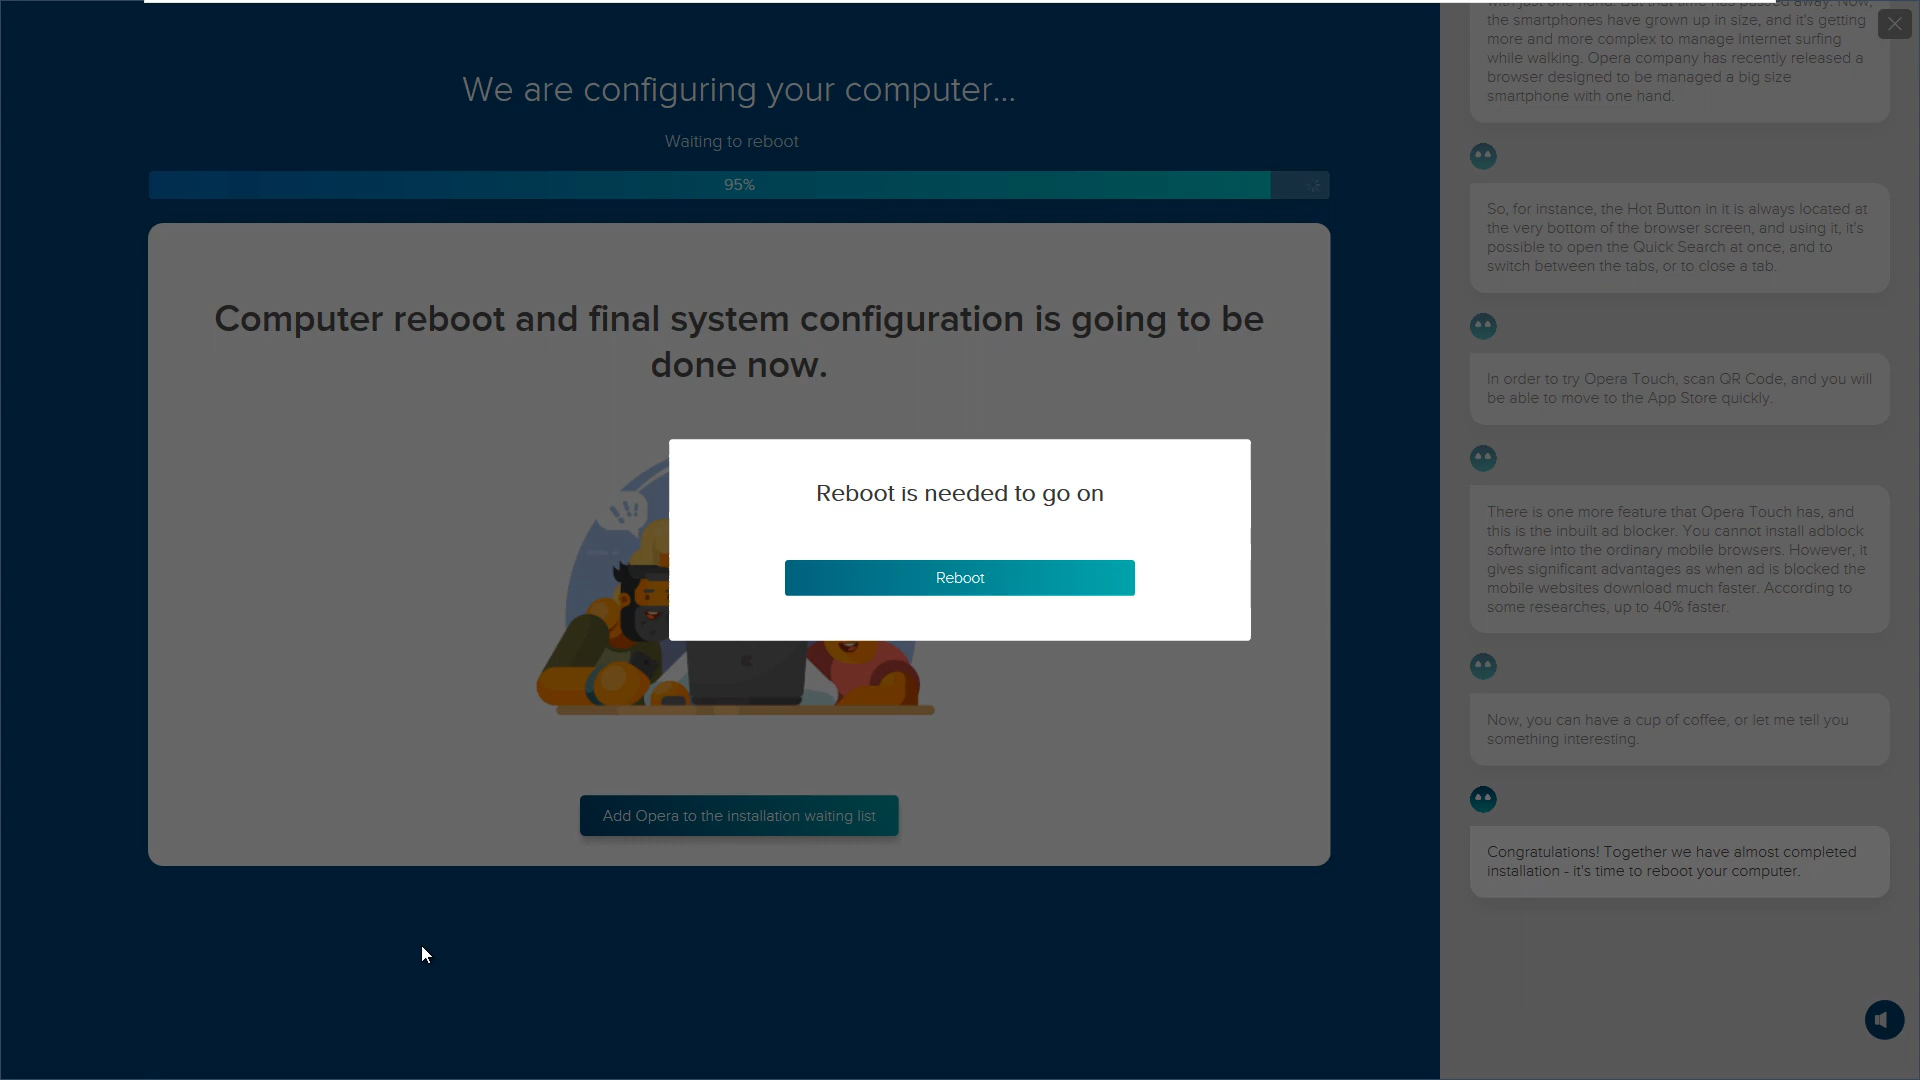 We are configuring your computer...
Waiting to reboot
95%
Computer reboot and final system configuration is going to be
done now.
Reboot is needed to go on
Reboot
Add Opera to the installation waiting list
the smartphones have grown up in size, and it's getting
more and more complex to manage Internet surfing
while walking. Opera company has recently released a
browser designed to be managed a big size
smartphone with one hand.
So, for instance, the Hot Button in it is always located at
the very bottom of the browser screen, and using it, it's
possible to open the Quick Search at once, and to
switch between the tabs, or to close a tab.
In order to try Opera Touch, scan QR Code, and you will
be able to move to the App Store quickly.
There is one more feature that Opera Touch has, and
this is the inbuilt ad blocker. You cannot install adblock
software into the ordinary mobile browsers. However, it
gives significant advantages as when ad is blocked the
mobile websites download much faster. According to
some researches, up to 40% faster.
Now, you can have a cup of coffee, or let me tell you
something interesting.
Congratulations! Together we have almost completed
installation - it's time to reboot your computer.